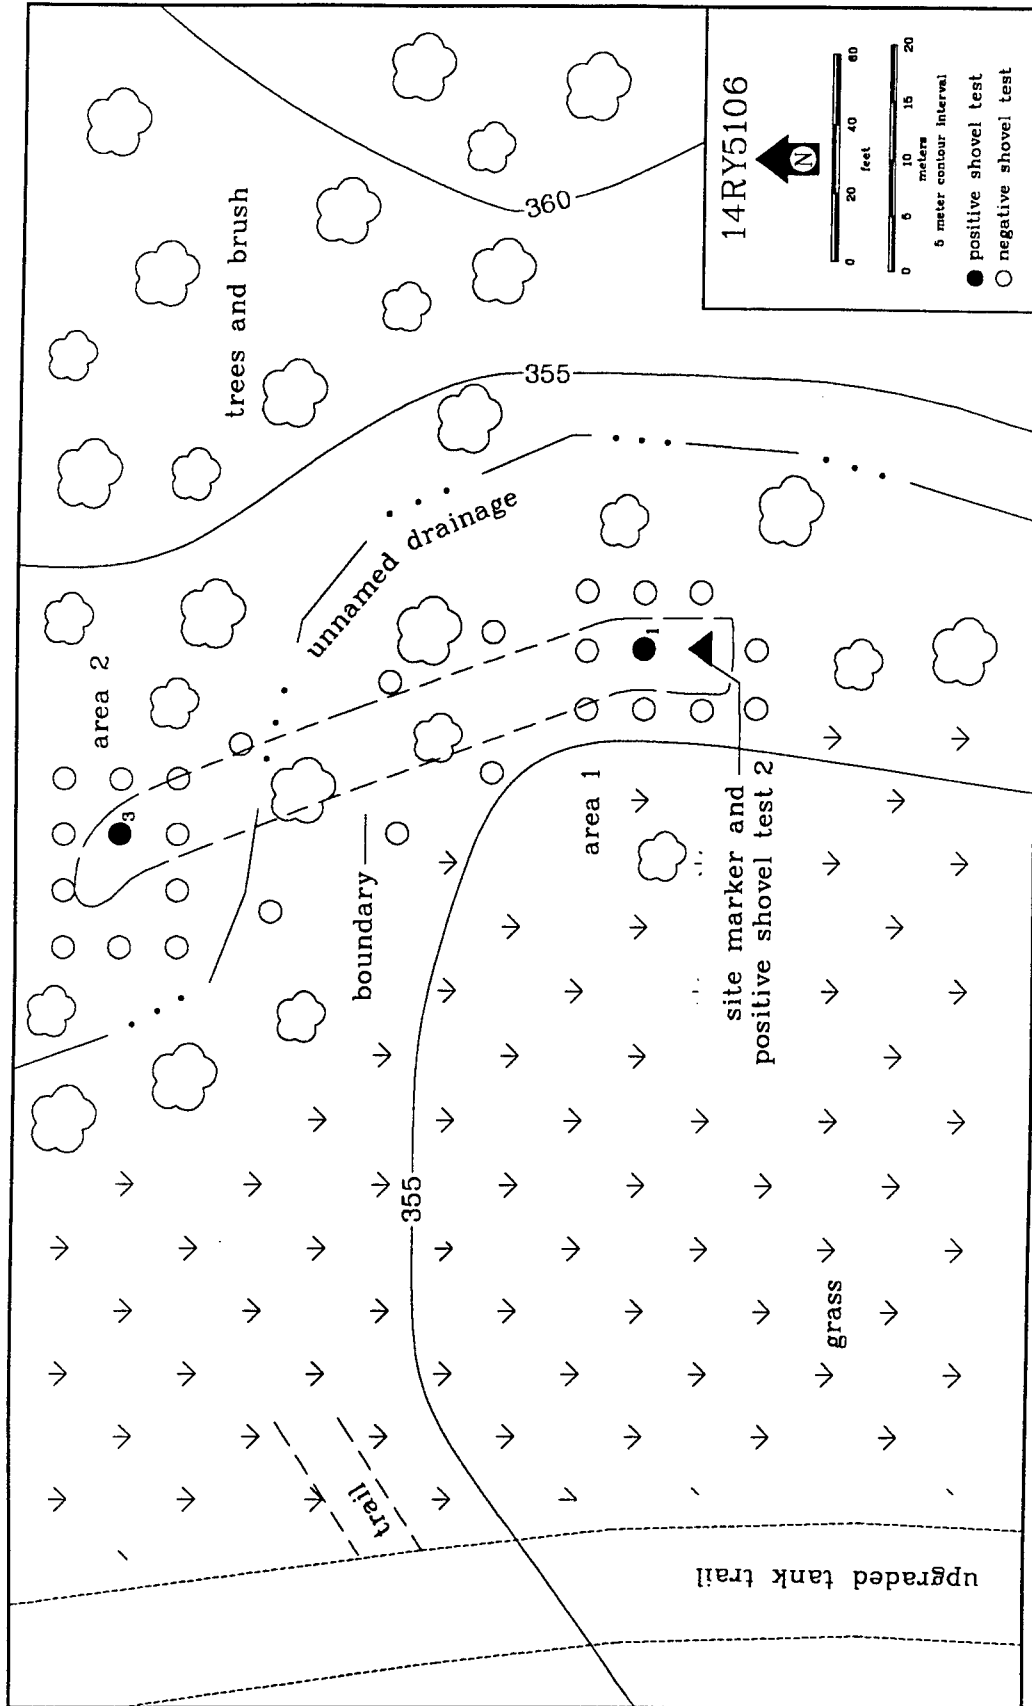 trees and brush
360
355
unnamed drainage
area 2
3
1
boundary
area 1
site marker and
positive shovel test 2
355
grass
trail
upgraded tank trail
14RY5106
N
0 20 40 60
feet
0 5 10 15 20
meters
5 meter contour interval
positive shovel test
negative shovel test